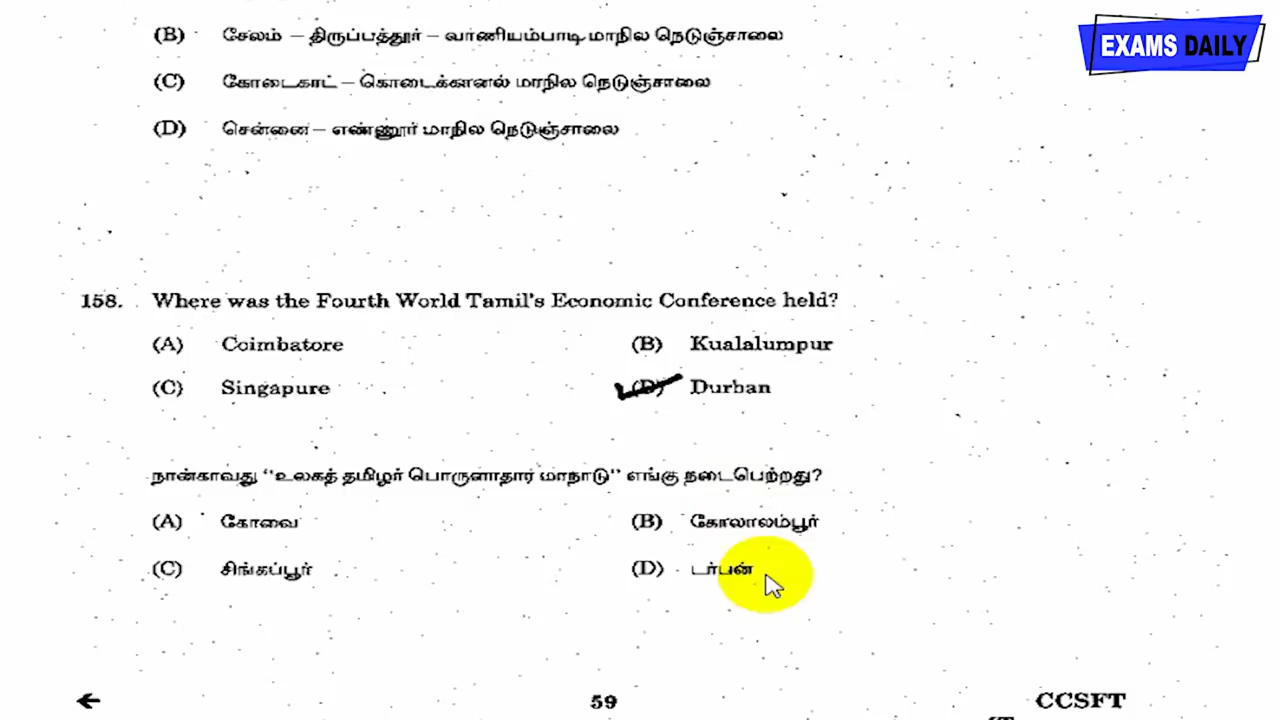 EXAMS DAILY
(B) சேலம் – திருப்பத்தூர் – வாணியம்பாடி மாநில நெடுஞ்சாலை
(C) கோடைகாட் – கொடைக்கானல் மாநில நெடுஞ்சாலை
(D) சென்னை – எண்ணூர் மாநில நெடுஞ்சாலை
158. Where was the Fourth World Tamil's Economic Conference held?
(A) Coimbatore (B) Kualalumpur
(C) Singapure (D) Durban
நான்காவது "உலகத் தமிழர் பொருளாதார மாநாடு" எங்கு நடைபெற்றது?
(A) கோவை (B) கோலாலம்பூர்
(C) சிங்கப்பூர் (D) டர்பன்
← 59 CCSFT